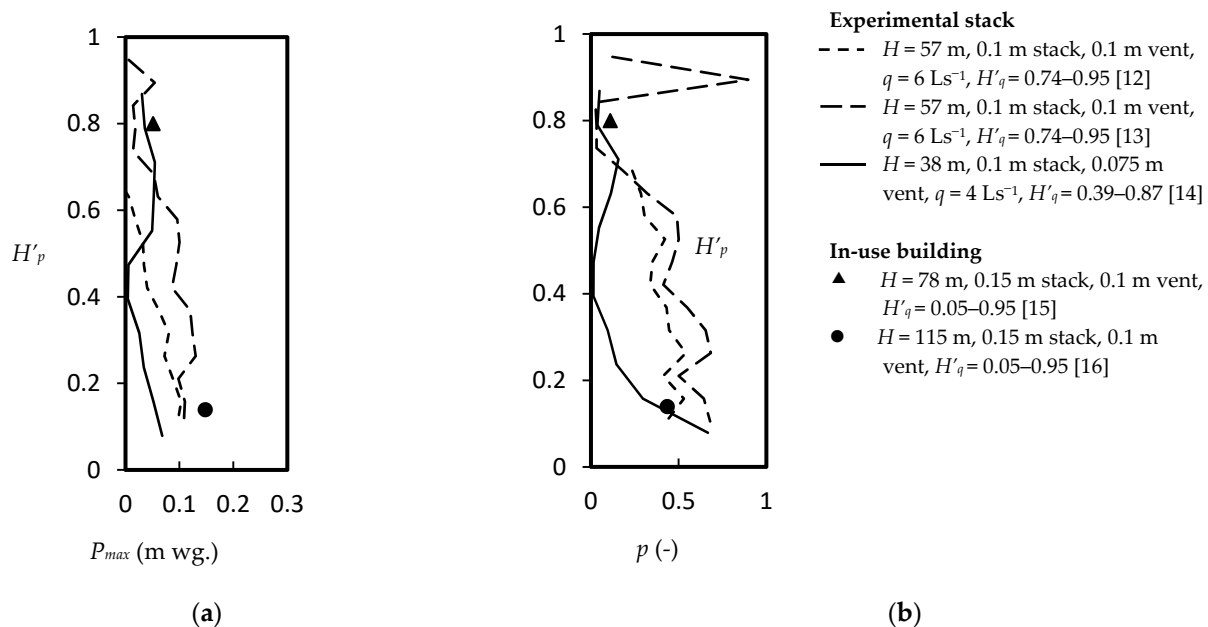 1
0.8
0.6
H′p
0.4
0.2
0
0 0.1 0.2 0.3
Pmax (m wg.)
(a)
1
0.8
0.6
H′p
0.4
0.2
0
0 0.5 1
p (-)
(b)
Experimental stack
H = 57 m, 0.1 m stack, 0.1 m vent,
q = 6 Ls⁻¹, H′q = 0.74–0.95 [12]
H = 57 m, 0.1 m stack, 0.1 m vent,
q = 6 Ls⁻¹, H′q = 0.74–0.95 [13]
H = 38 m, 0.1 m stack, 0.075 m
vent, q = 4 Ls⁻¹, H′q = 0.39–0.87 [14]
In-use building
H = 78 m, 0.15 m stack, 0.1 m vent,
H′q = 0.05–0.95 [15]
H = 115 m, 0.15 m stack, 0.1 m
vent, H′q = 0.05–0.95 [16]